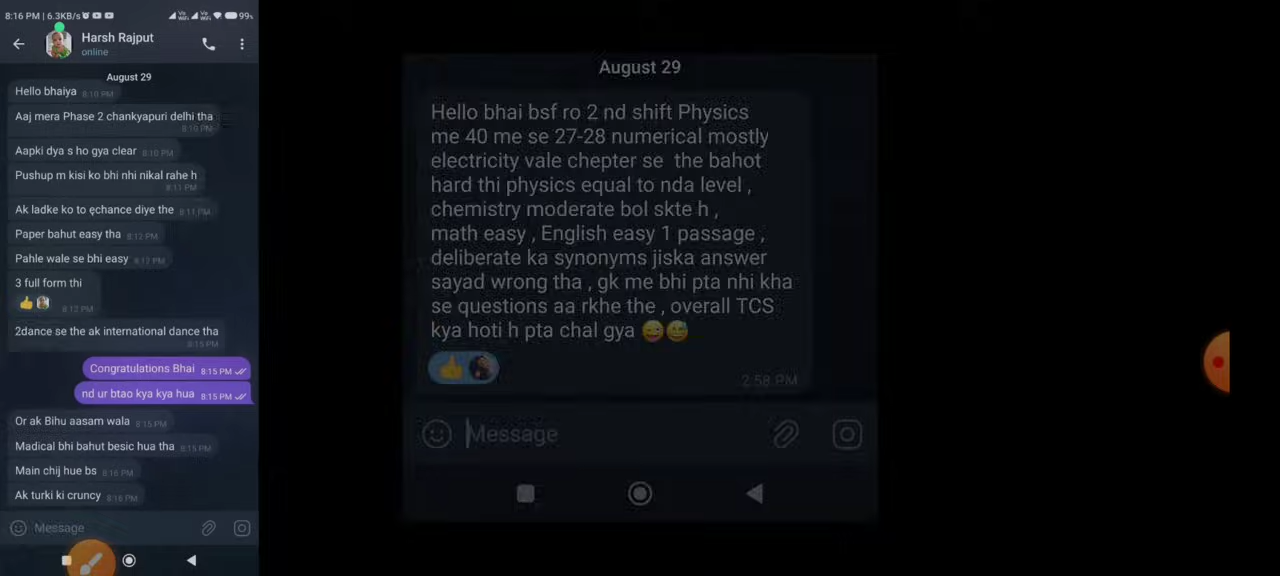 8:16 PM | 6.3KB/s
99%
Harsh Rajput
online
August 29
Hello bhaiya 8:10 PM
Aaj mera Phase 2 chankyapuri delhi tha
8:10 PM
Aapki dya s ho gya clear 8:10 PM
Pushup m kisi ko bhi nhi nikal rahe h
8:11 PM
Ak ladke ko to 2chance diye the 8:11 PM
Paper bahut easy tha 8:12 PM
Pahle wale se bhi easy 8:12 PM
3 full form thi
8:12 PM
2dance se the ak international dance tha
8:15 PM
Congratulations Bhai 8:15 PM
nd ur btao kya kya hua 8:15 PM
Or ak Bihu aasam wala 8:15 PM
Madical bhi bahut besic hua tha 8:15 PM
Main chij hue bs 8:16 PM
Ak turki ki cruncy 8:16 PM
Message
August 29
Hello bhai bsf ro 2 nd shift Physics
me 40 me se 27-28 numerical mostly
electricity vale chepter se the bahot
hard thi physics equal to nda level ,
chemistry moderate bol skte h ,
math easy , English easy 1 passage ,
deliberate ka synonyms jiska answer
sayad wrong tha , gk me bhi pta nhi kha
se questions aa rkhe the , overall TCS
kya hoti h pta chal gya 😜😅
2:58 PM
Message